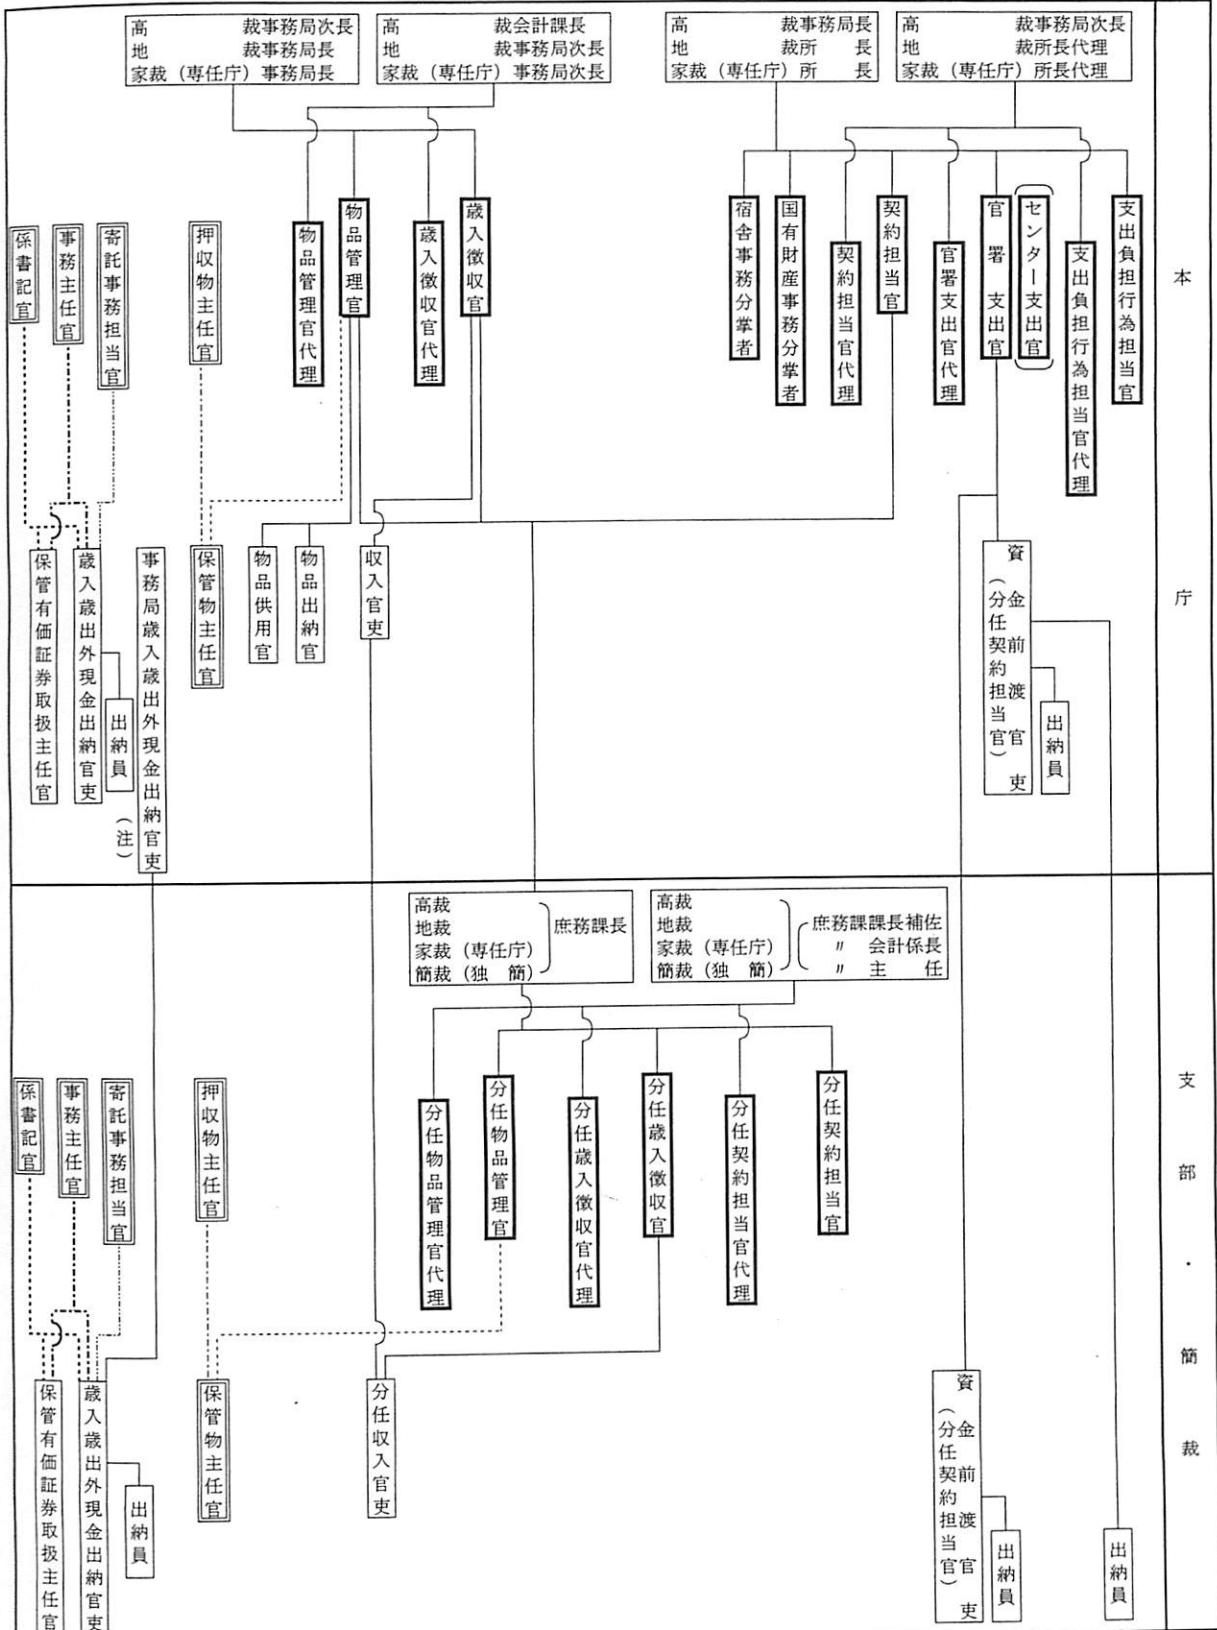 本庁
高 裁事務局次長
地 裁所長代理
家裁（専任庁）所長代理
高 裁事務局長
地 裁所 長
家裁（専任庁）所 長
高 裁会計課長
地 裁事務局次長
家裁（専任庁）事務局次長
高 裁事務局次長
地 裁事務局長
家裁（専任庁）事務局長
支出負担行為担当官
支出負担行為担当官代理
（センター支出官）
官署支出官
官署支出官代理
契約担当官
契約担当官代理
国有財産事務分掌者
宿舎事務分掌者
歳入徴収官
歳入徴収官代理
物品管理官
物品管理官代理
押収物主任官
寄託事務担当官
事務主任官
係書記官
出納員
資金前渡官吏
（分任契約担当官）
収入官吏
物品出納官
物品供用官
保管物主任官
事務局歳入歳出外現金出納官吏
（注）
出納員
歳入歳出外現金出納官吏
保管有価証券取扱主任官
支部・簡裁
高裁
地裁
家裁（専任庁）
簡裁（独 簡）
庶務課課長補佐
〃 会計係長
〃 主 任
高裁
地裁
家裁（専任庁）
簡裁（独 簡）
庶務課長
分任契約担当官
分任契約担当官代理
分任歳入徴収官
分任歳入徴収官代理
分任物品管理官
分任物品管理官代理
押収物主任官
寄託事務担当官
事務主任官
係書記官
出納員
出納員
資金前渡官吏
（分任契約担当官）
分任収入官吏
保管物主任官
出納員
歳入歳出外現金出納官吏
保管有価証券取扱主任官